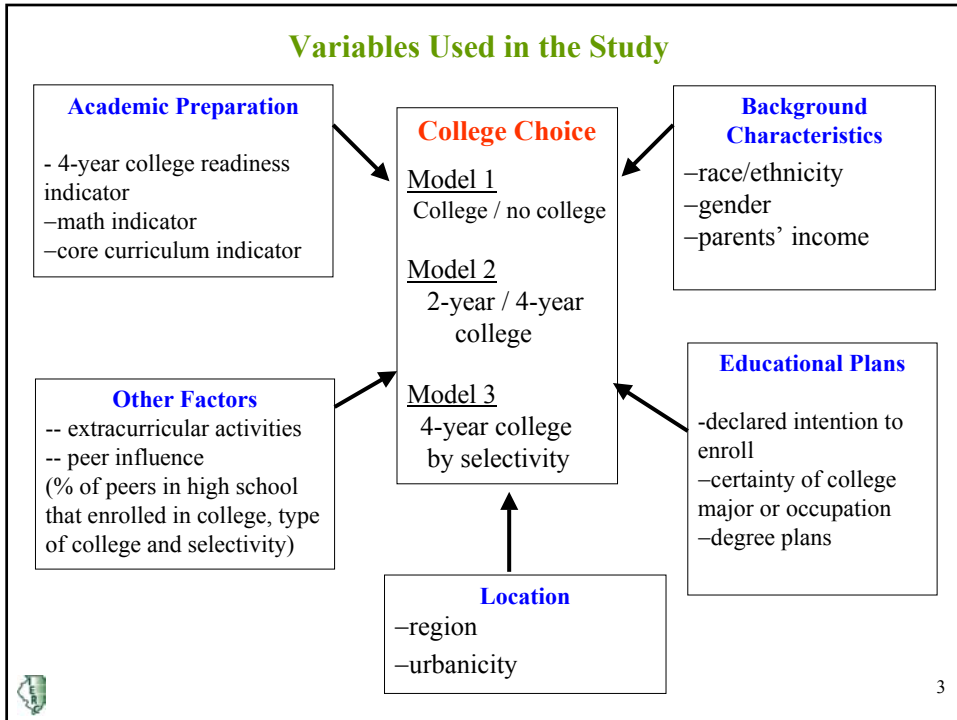 Variables Used in the Study
Academic Preparation
- 4-year college readiness
indicator
–math indicator
–core curriculum indicator
College Choice
Model 1
College / no college
Model 2
2-year / 4-year
college
Model 3
4-year college
by selectivity
Background
Characteristics
–race/ethnicity
–gender
–parents’ income
Other Factors
-- extracurricular activities
-- peer influence
(% of peers in high school
that enrolled in college, type
of college and selectivity)
Educational Plans
-declared intention to
enroll
–certainty of college
major or occupation
–degree plans
Location
–region
–urbanicity
I
E
R
C
3